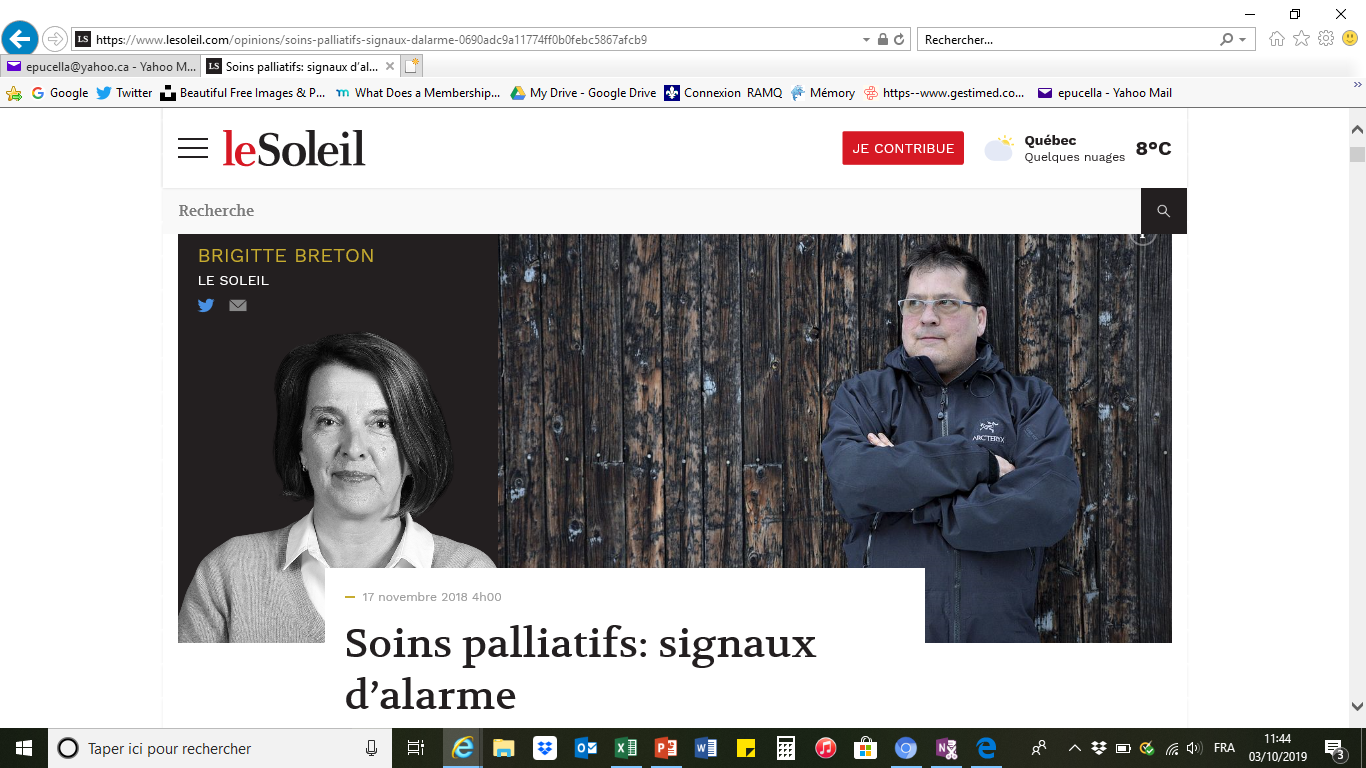 https://www.lesoleil.com/opinions/soins-palliatifs-signaux-dalarme-0690adc9a11774ff0b0febc5867afcb9
Rechercher...
epucella@yahoo.ca - Yahoo M...
Soins palliatifs: signaux d'al...
Google
Twitter
Beautiful Free Images & P...
What Does a Membership...
My Drive - Google Drive
Connexion RAMQ
Mémory
https--www.gestimed.co...
epucella - Yahoo Mail
leSoleil
JE CONTRIBUE
Québec
Quelques nuages
8°C
Recherche
BRIGITTE BRETON
LE SOLEIL
ARC'TERYX
17 novembre 2018 4h00
Soins palliatifs: signaux
d'alarme
Taper ici pour rechercher
FRA
11:44
03/10/2019
3